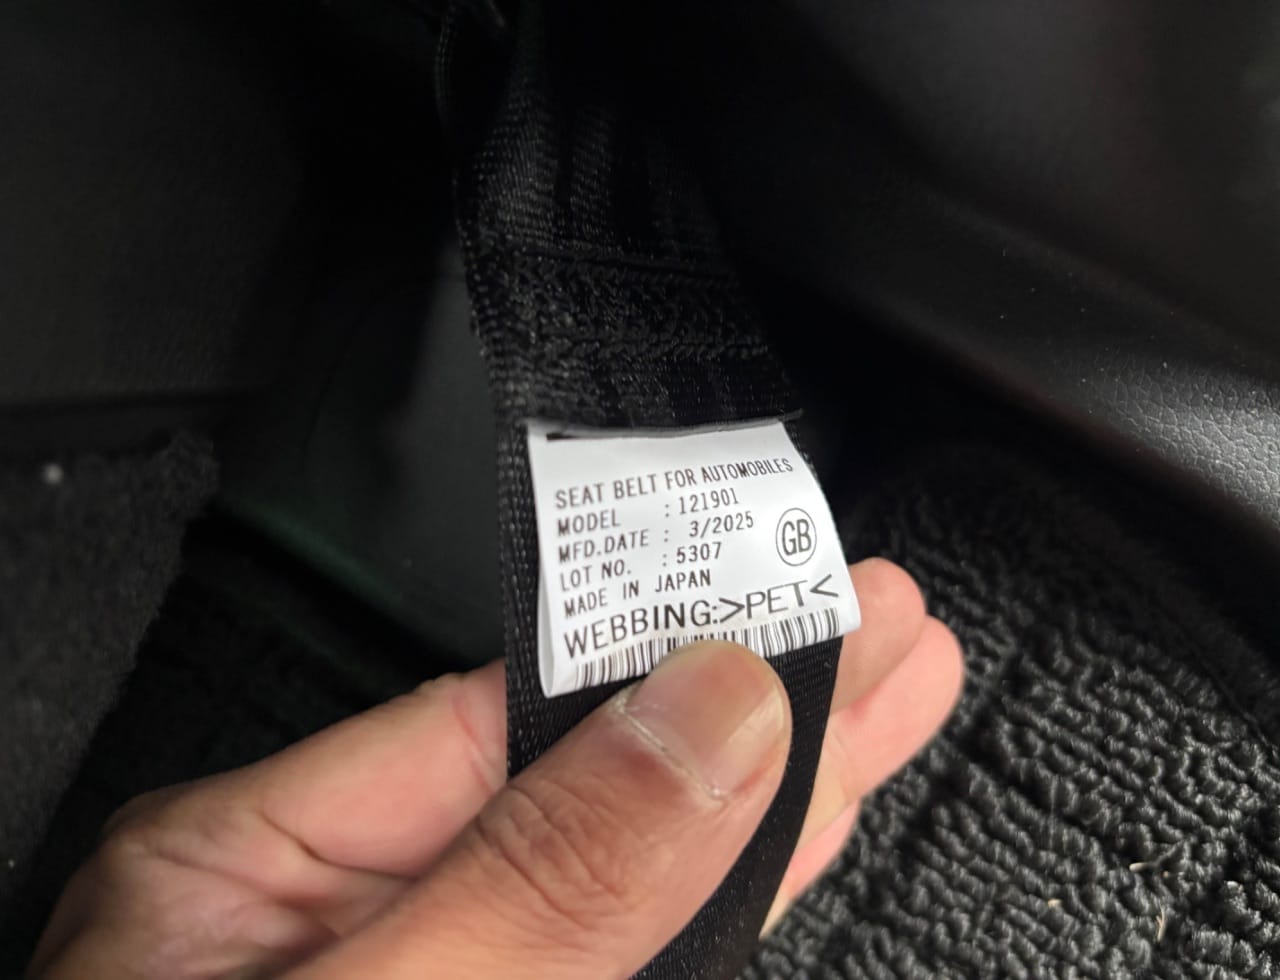 SEAT BELT FOR AUTOMOBILES
MODEL : 121901
MFD.DATE : 3/2025
LOT NO. : 5307
GB
MADE IN JAPAN
WEBBING:>PET<